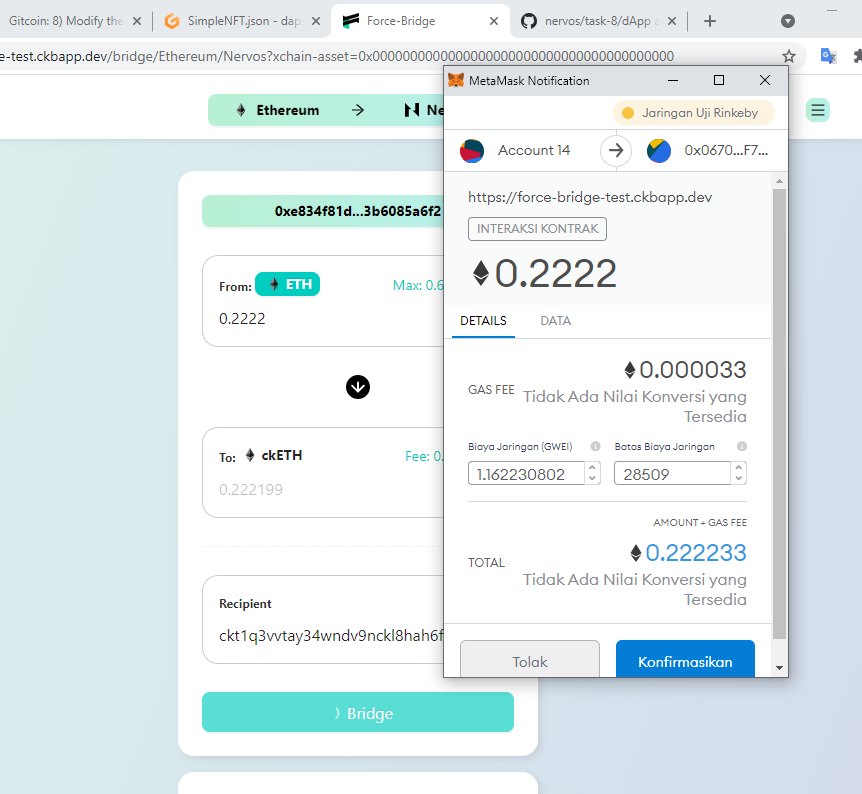 Gitcoin: 8) Modify the
SimpleNFT.json - dap
Force-Bridge
nervos/task-8/dApp a
e-test.ckbapp.dev/bridge/Ethereum/Nervos?xchain-asset=0x0000000000000000000000000000000000000000
Ethereum
Ne
0xe834f81d...3b6085a6f2
From: ETH
Max: 0.6
0.2222
To: ckETH
Fee: 0.
0.222199
Recipient
ckt1q3vvtay34wndv9nckl8hah6f
Bridge
MetaMask Notification
Jaringan Uji Rinkeby
Account 14
0x0670...F7...
https://force-bridge-test.ckbapp.dev
INTERAKSI KONTRAK
0.2222
DETAILS
DATA
GAS FEE
0.000033
Tidak Ada Nilai Konversi yang
Tersedia
Biaya Jaringan (GWEI)
Batas Biaya Jaringan
1.162230802
28509
AMOUNT + GAS FEE
TOTAL
0.222233
Tidak Ada Nilai Konversi yang
Tersedia
Tolak
Konfirmasikan